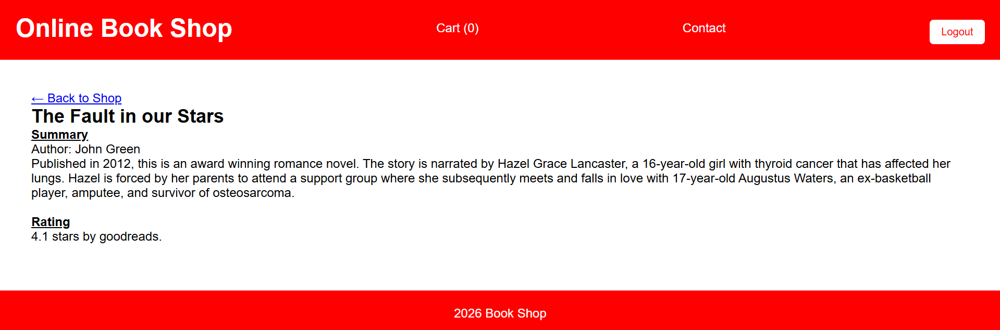 Online Book Shop
Cart (0)
Contact
Logout
← Back to Shop
The Fault in our Stars
Summary
Author: John Green
Published in 2012, this is an award winning romance novel. The story is narrated by Hazel Grace Lancaster, a 16-year-old girl with thyroid cancer that has affected her
lungs. Hazel is forced by her parents to attend a support group where she subsequently meets and falls in love with 17-year-old Augustus Waters, an ex-basketball
player, amputee, and survivor of osteosarcoma.
Rating
4.1 stars by goodreads.
2026 Book Shop